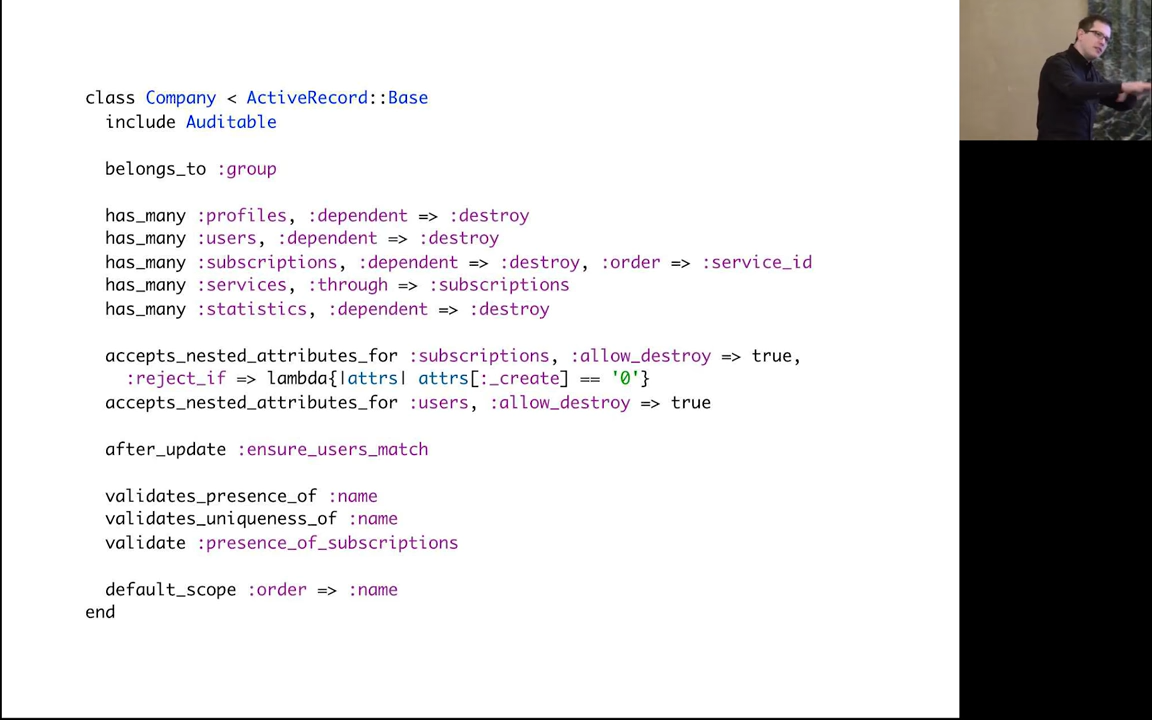 class Company < ActiveRecord::Base
include Auditable
belongs_to :group
has_many :profiles, :dependent => :destroy
has_many :users, :dependent => :destroy
has_many :subscriptions, :dependent => :destroy, :order => :service_id
has_many :services, :through => :subscriptions
has_many :statistics, :dependent => :destroy
accepts_nested_attributes_for :subscriptions, :allow_destroy => true,
:reject_if => lambda{|attrs| attrs[:_create] == '0'}
accepts_nested_attributes_for :users, :allow_destroy => true
after_update :ensure_users_match
validates_presence_of :name
validates_uniqueness_of :name
validate :presence_of_subscriptions
default_scope :order => :name
end